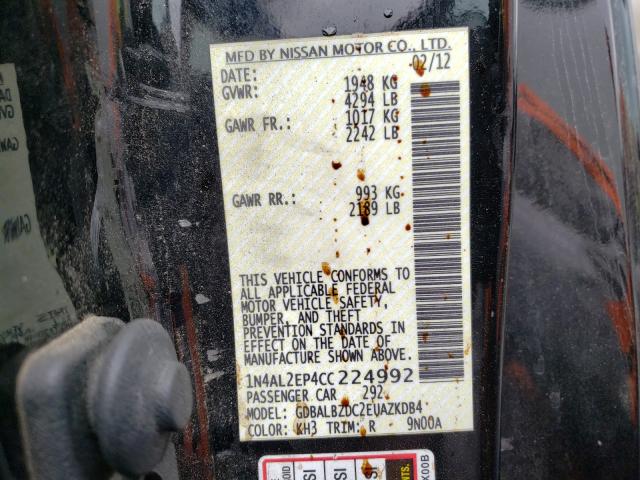 MFD BY NISSAN MOTOR CO., LTD.
DATE: 02/12
GVWR: 1948 KG
4294 LB
GAWR FR.: 1017 KG
2242 LB
GAWR RR.: 993 KG
2189 LB
THIS VEHICLE CONFORMS TO
ALL APPLICABLE FEDERAL
MOTOR VEHICLE SAFETY,
BUMPER, AND THEFT
PREVENTION STANDARDS IN
EFFECT ON THE DATE OF
MANUFACTURE SHOWN ABOVE.
1N4AL2EP4CC224992
PASSENGER CAR 292
MODEL: GDBALBZDC2EUAZKDB4
COLOR: KH3 TRIM: R 9N00A